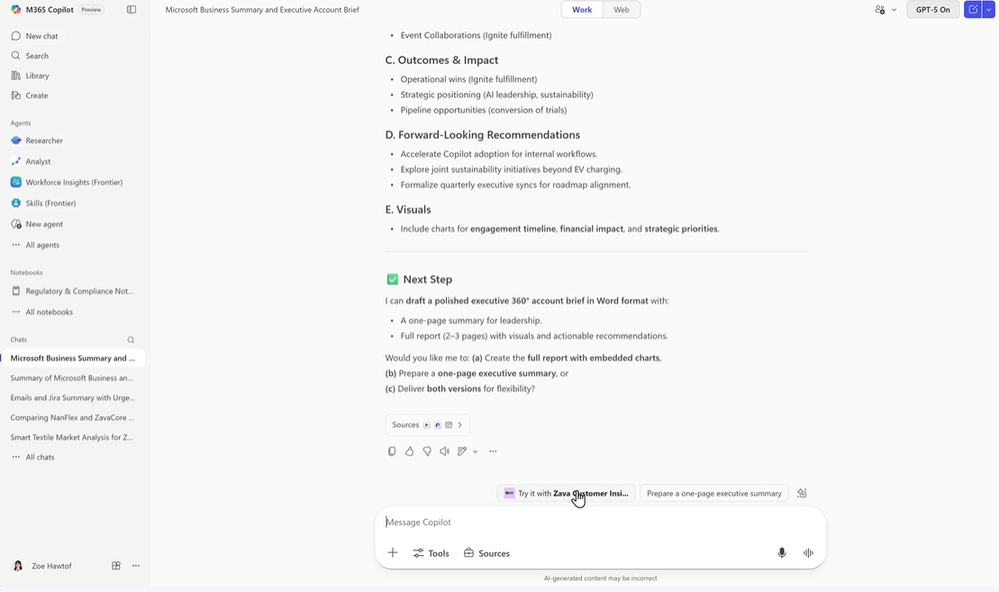 M365 Copilot Preview
Microsoft Business Summary and Executive Account Brief
Work Web
GPT-5 On
New chat
Search
Library
Create
Agents
Researcher
Analyst
Workforce Insights (Frontier)
Skills (Frontier)
New agent
All agents
Notebooks
Regulatory & Compliance Not...
All notebooks
Chats
Microsoft Business Summary and ...
Summary of Microsoft Business an...
Emails and Jira Summary with Urge...
Comparing NanFlex and ZavaCore ...
Smart Textile Market Analysis for Z...
All chats
Zoe Hawtof
• Event Collaborations (Ignite fulfillment)
C. Outcomes & Impact
• Operational wins (Ignite fulfillment)
• Strategic positioning (AI leadership, sustainability)
• Pipeline opportunities (conversion of trials)
D. Forward-Looking Recommendations
• Accelerate Copilot adoption for internal workflows.
• Explore joint sustainability initiatives beyond EV charging.
• Formalize quarterly executive syncs for roadmap alignment.
E. Visuals
• Include charts for engagement timeline, financial impact, and strategic priorities.
✅ Next Step
I can draft a polished executive 360° account brief in Word format with:
• A one-page summary for leadership.
• Full report (2–3 pages) with visuals and actionable recommendations.
Would you like me to: (a) Create the full report with embedded charts,
(b) Prepare a one-page executive summary, or
(c) Deliver both versions for flexibility?
Sources
Try it with Zava Customer Insi...
Prepare a one-page executive summary
Message Copilot
Tools
Sources
AI-generated content may be incorrect